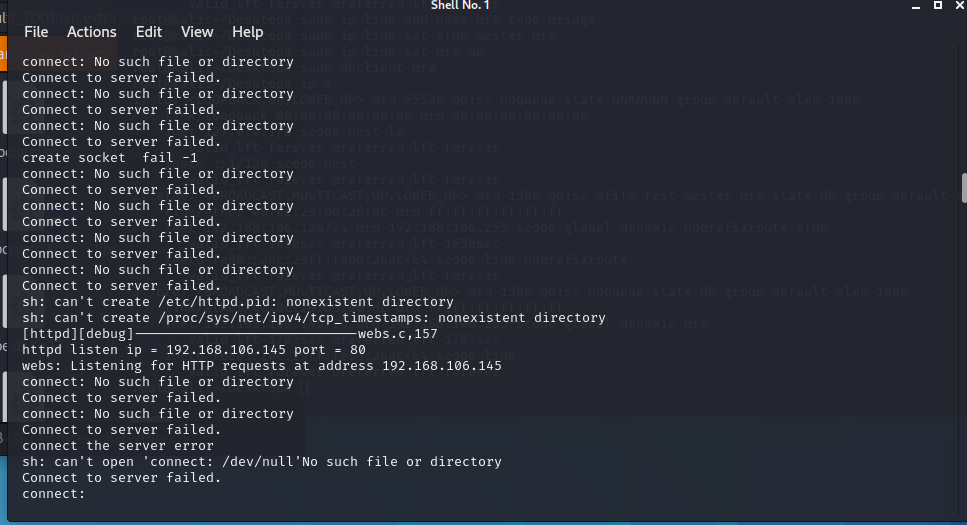 Shell No. 1
File Actions Edit View Help
connect: No such file or directory
Connect to server failed.
connect: No such file or directory
Connect to server failed.
connect: No such file or directory
Connect to server failed.
create socket  fail -1
connect: No such file or directory
Connect to server failed.
connect: No such file or directory
Connect to server failed.
connect: No such file or directory
Connect to server failed.
connect: No such file or directory
Connect to server failed.
sh: can't create /etc/httpd.pid: nonexistent directory
sh: can't create /proc/sys/net/ipv4/tcp_timestamps: nonexistent directory
[httpd][debug]----------------------------webs.c,157
httpd listen ip = 192.168.106.145 port = 80
webs: Listening for HTTP requests at address 192.168.106.145
connect: No such file or directory
Connect to server failed.
connect: No such file or directory
Connect to server failed.
connect the server error
sh: can't open 'connect: /dev/null'No such file or directory
Connect to server failed.
connect: